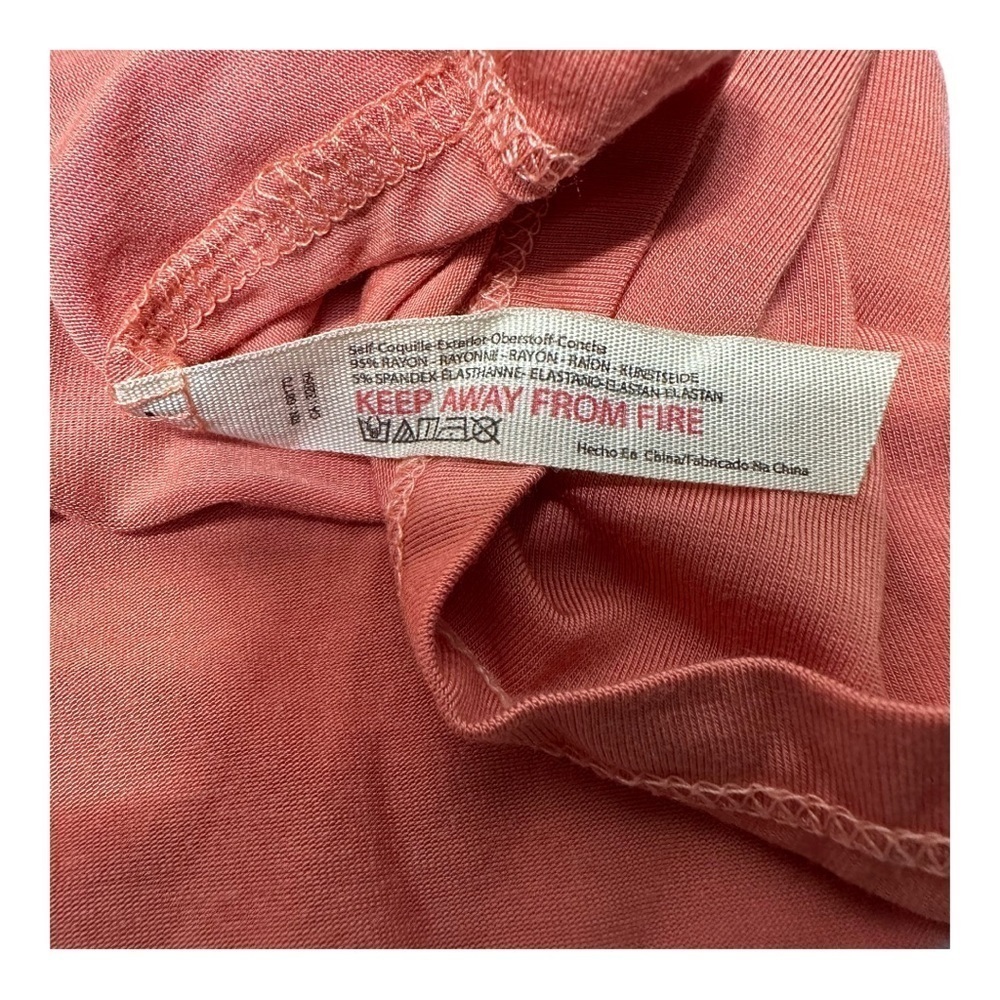 Self-Coquille-Exterior-Oberstoff-Concha
95% RAYON - RAYONNE - RAYON - RAION - KUNSTSEIDE
5% SPANDEX-ELASTHANNE- ELASTANO-ELASTAN-ELASTAN
KEEP AWAY FROM FIRE
Hecho En China/Fabricado Na China